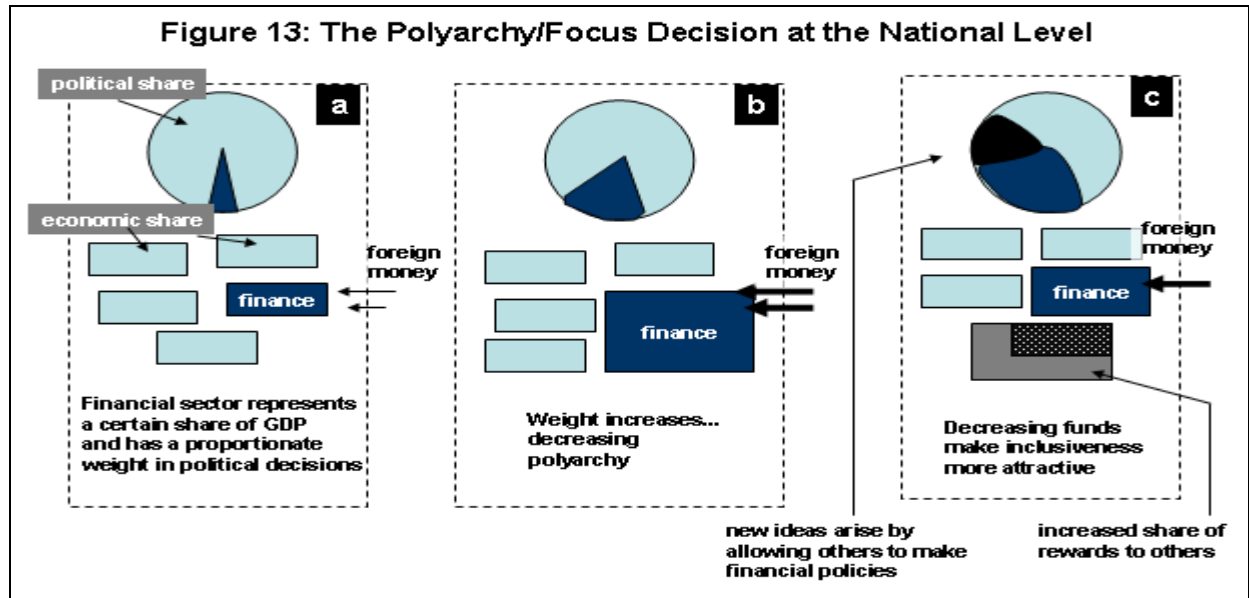 Figure 13: The Polyarchy/Focus Decision at the National Level
political share
a
economic share
foreign
money
finance
Financial sector represents
a certain share of GDP
and has a proportionate
weight in political decisions
b
foreign
money
finance
Weight increases...
decreasing
polyarchy
c
foreign
money
finance
Decreasing funds
make inclusiveness
more attractive
new ideas arise by
allowing others to make
financial policies
increased share of
rewards to others